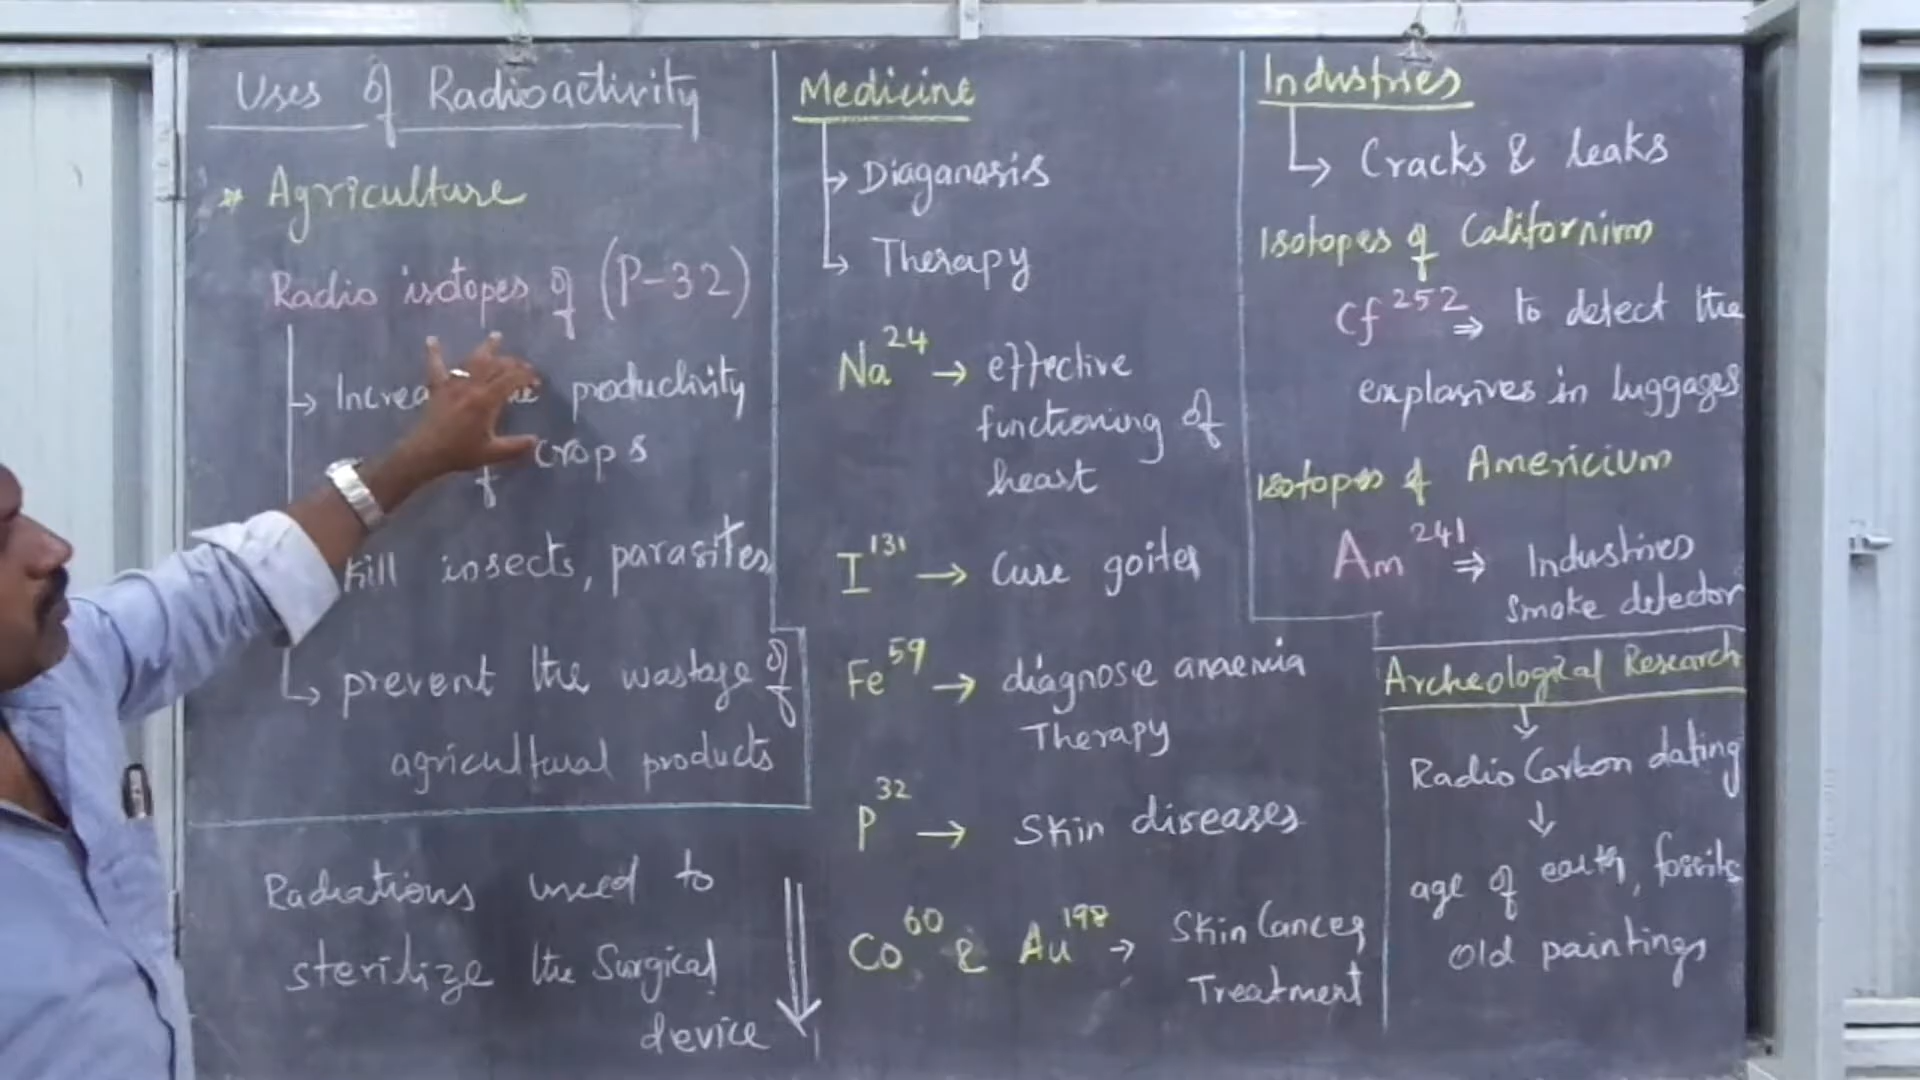 Uses of Radioactivity
* Agriculture
Radio isotopes of (P-32)
productivity
of crops
Kill insects, parasites
prevent the wastage of
agricultural products
Radiations used to
sterilize the Surgical
device
Medicine
Diaganosis
Therapy
Na²⁴ → effective
functioning of
heart
I¹³¹ → Cure goiter
Fe⁵⁹ → diagnose anaemia
Therapy
P³² → Skin diseases
Co⁶⁰ & Au¹⁹⁸ → Skin Cancer
Treatment
Industries
Cracks & leaks
Isotopes of Californium
Cf²⁵² ⇒ to detect the
explosives in luggages
Isotopes of Americium
Am²⁴¹ ⇒ Industries
Smoke detector
Archeological Research
↓
Radio Carbon dating
↓
age of earth, fossils
Old paintings